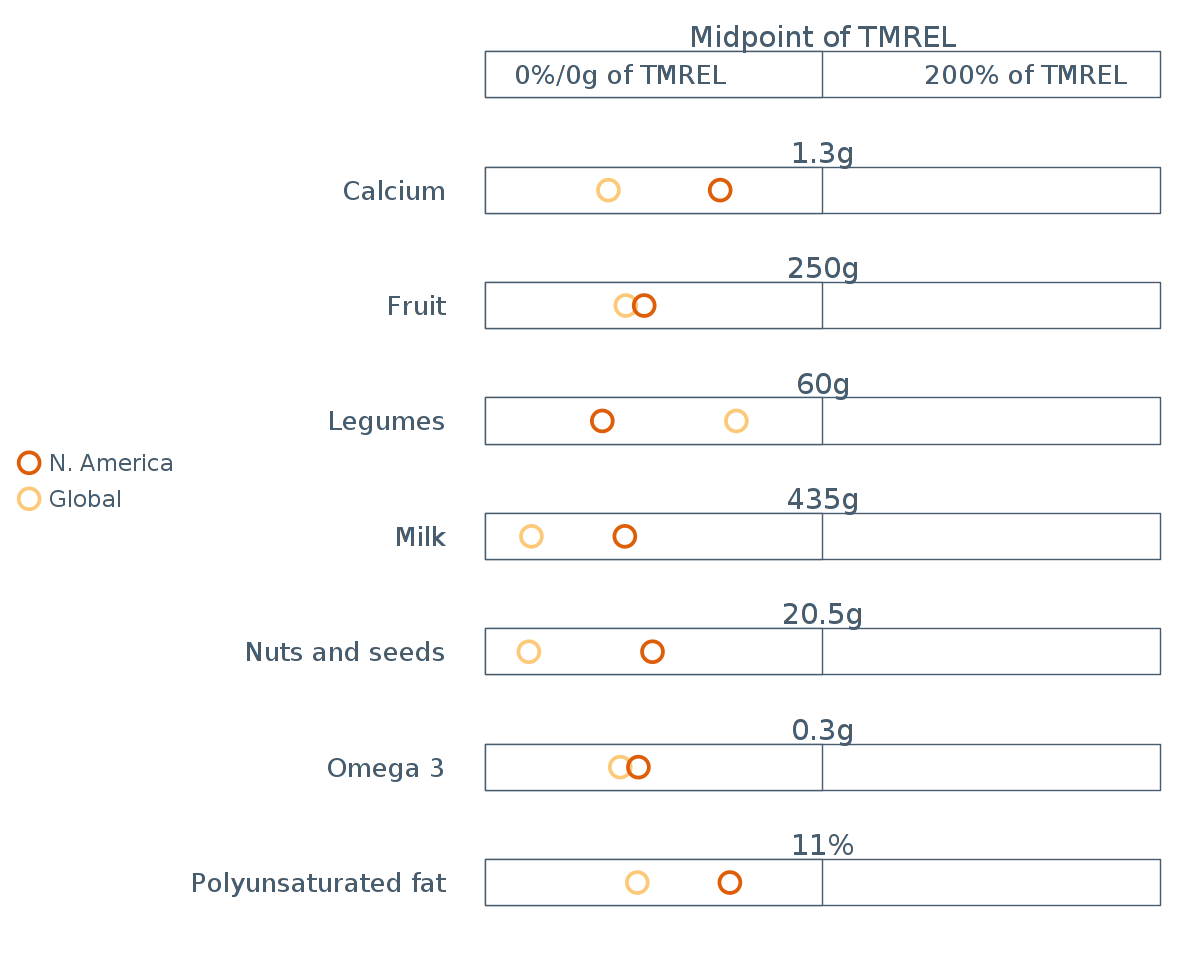 Midpoint of TMREL
0%/0g of TMREL
200% of TMREL
1.3g
Calcium
250g
Fruit
60g
Legumes
N. America
Global
435g
Milk
20.5g
Nuts and seeds
0.3g
Omega 3
11%
Polyunsaturated fat